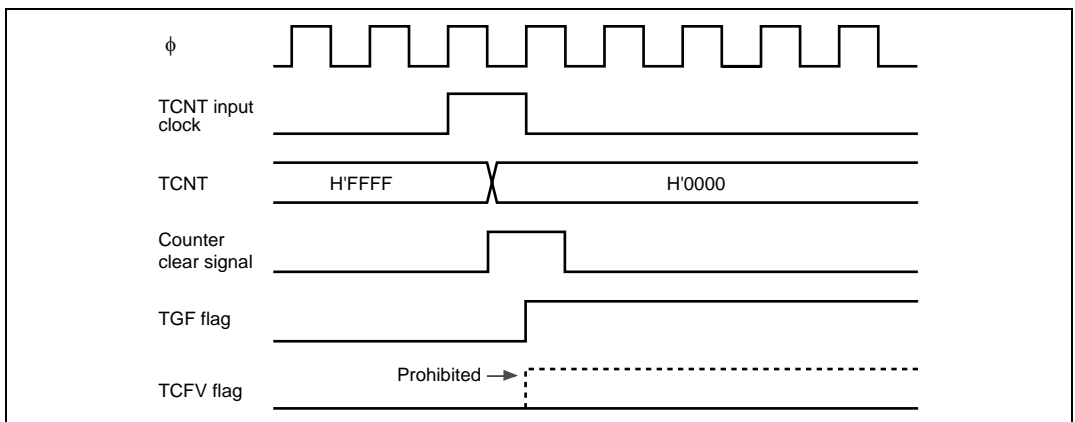 ϕ
TCNT input
clock
TCNT
H'FFFF
H'0000
Counter
clear signal
TGF flag
Prohibited
TCFV flag